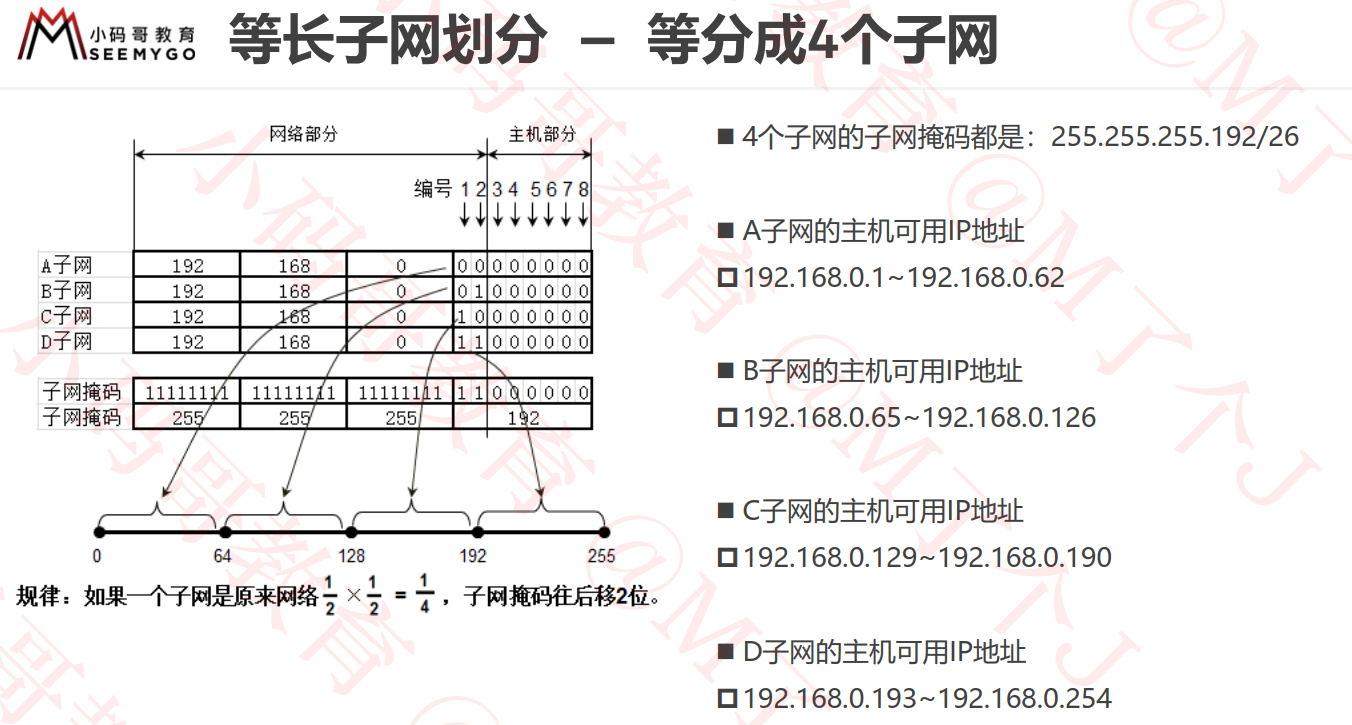 小码哥教育
SEEMYGO
等长子网划分 – 等分成4个子网
网络部分 主机部分
编号 1 2 3 4 5 6 7 8
A子网 192 168 0 0 0 0 0 0 0 0 0
B子网 192 168 0 0 1 0 0 0 0 0 0
C子网 192 168 0 1 0 0 0 0 0 0 0
D子网 192 168 0 1 1 0 0 0 0 0 0
子网掩码 11111111 11111111 11111111 1 1 0 0 0 0 0 0
子网掩码 255 255 255 192
0 64 128 192 255
规律：如果一个子网是原来网络 1/2 × 1/2 = 1/4 ，子网掩码往后移2位。
■ 4个子网的子网掩码都是：255.255.255.192/26
■ A子网的主机可用IP地址
192.168.0.1~192.168.0.62
■ B子网的主机可用IP地址
192.168.0.65~192.168.0.126
■ C子网的主机可用IP地址
192.168.0.129~192.168.0.190
■ D子网的主机可用IP地址
192.168.0.193~192.168.0.254
小码哥教育 @M了个J